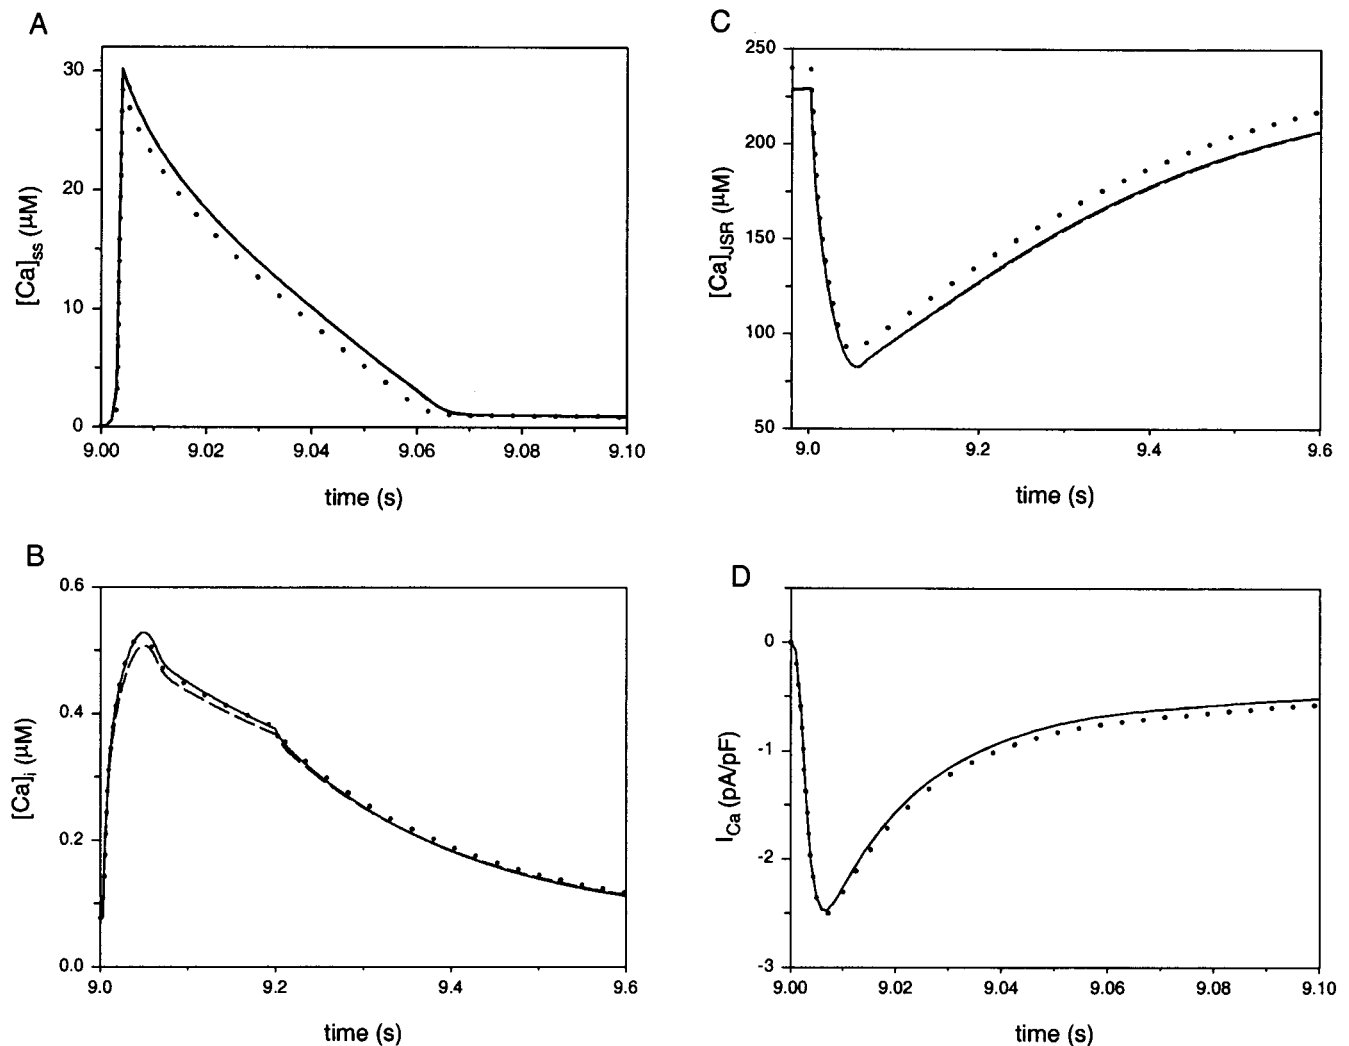 A
30
20
10
0
[Ca]ss (μM)
9.00 9.02 9.04 9.06 9.08 9.10
time (s)
C
250
200
150
100
50
[Ca]JSR (μM)
9.0 9.2 9.4 9.6
time (s)
B
0.6
0.4
0.2
0.0
[Ca]i (μM)
9.0 9.2 9.4 9.6
time (s)
D
0
-1
-2
-3
ICa (pA/pF)
9.00 9.02 9.04 9.06 9.08 9.10
time (s)